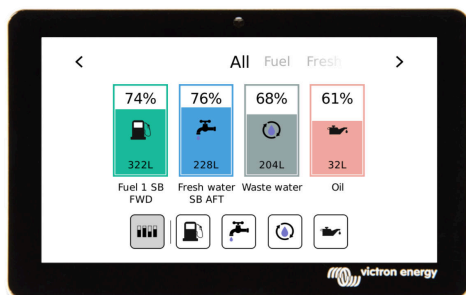 All Fuel Fresh
74% 76% 68% 61%
322L 228L 204L 32L
Fuel 1 SB Fresh water Waste water Oil
FWD SB AFT
victron energy